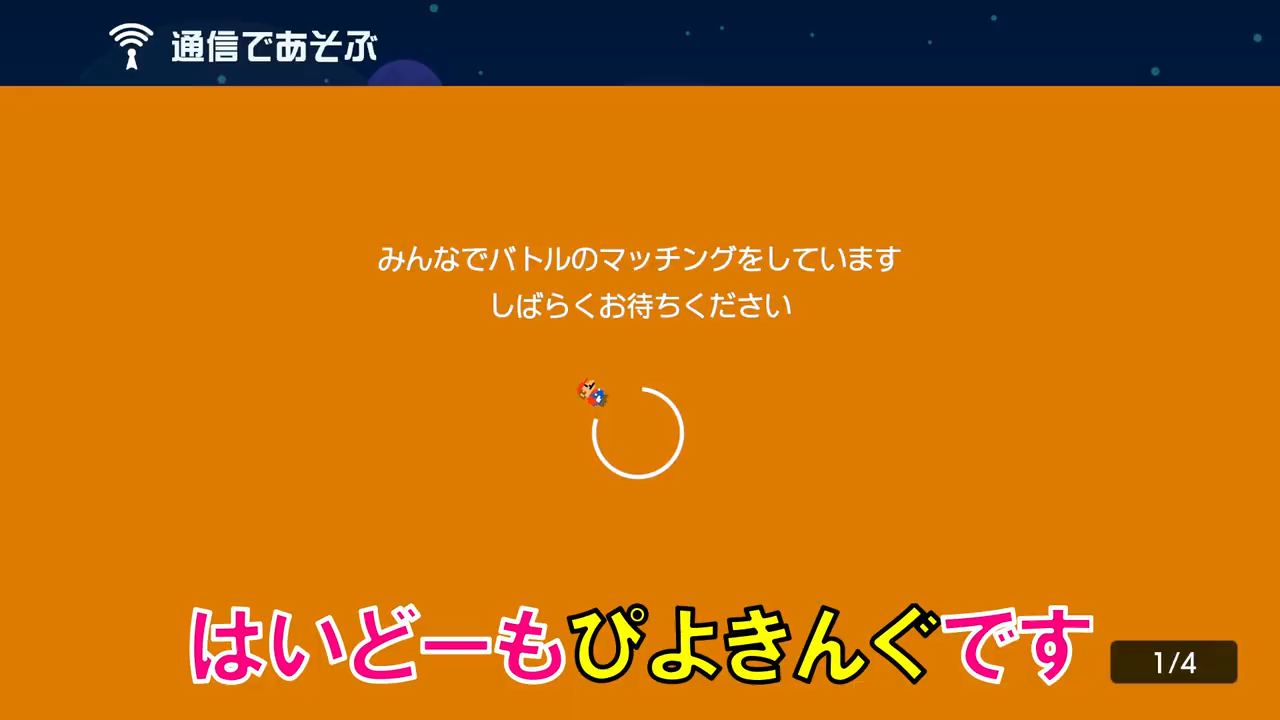 通信であそぶ
みんなでバトルのマッチングをしています
しばらくお待ちください
はいどーもぴよきんぐです
1/4